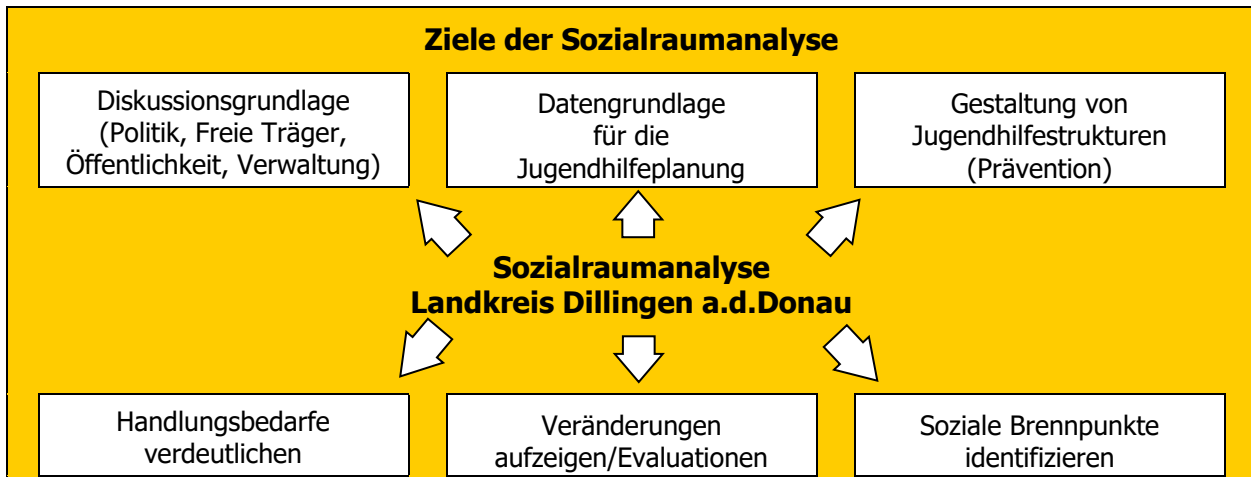 Ziele der Sozialraumanalyse
Diskussionsgrundlage
(Politik, Freie Träger,
Öffentlichkeit, Verwaltung)
Datengrundlage
für die
Jugendhilfeplanung
Gestaltung von
Jugendhilfestrukturen
(Prävention)
Sozialraumanalyse
Landkreis Dillingen a.d.Donau
Handlungsbedarfe
verdeutlichen
Veränderungen
aufzeigen/Evaluationen
Soziale Brennpunkte
identifizieren